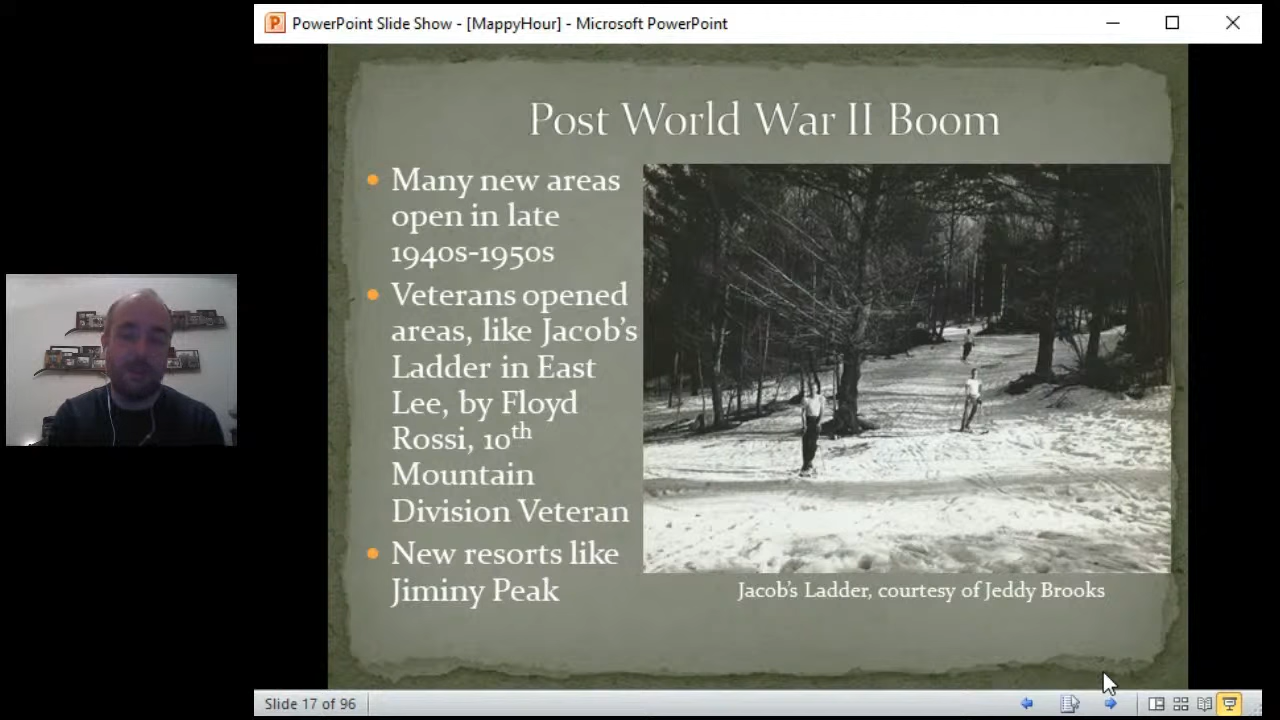 PowerPoint Slide Show - [MappyHour] - Microsoft PowerPoint
Post World War II Boom
Many new areas
open in late
1940s-1950s
Veterans opened
areas, like Jacob's
Ladder in East
Lee, by Floyd
Rossi, 10th
Mountain
Division Veteran
New resorts like
Jiminy Peak
Jacob's Ladder, courtesy of Jeddy Brooks
Slide 17 of 96